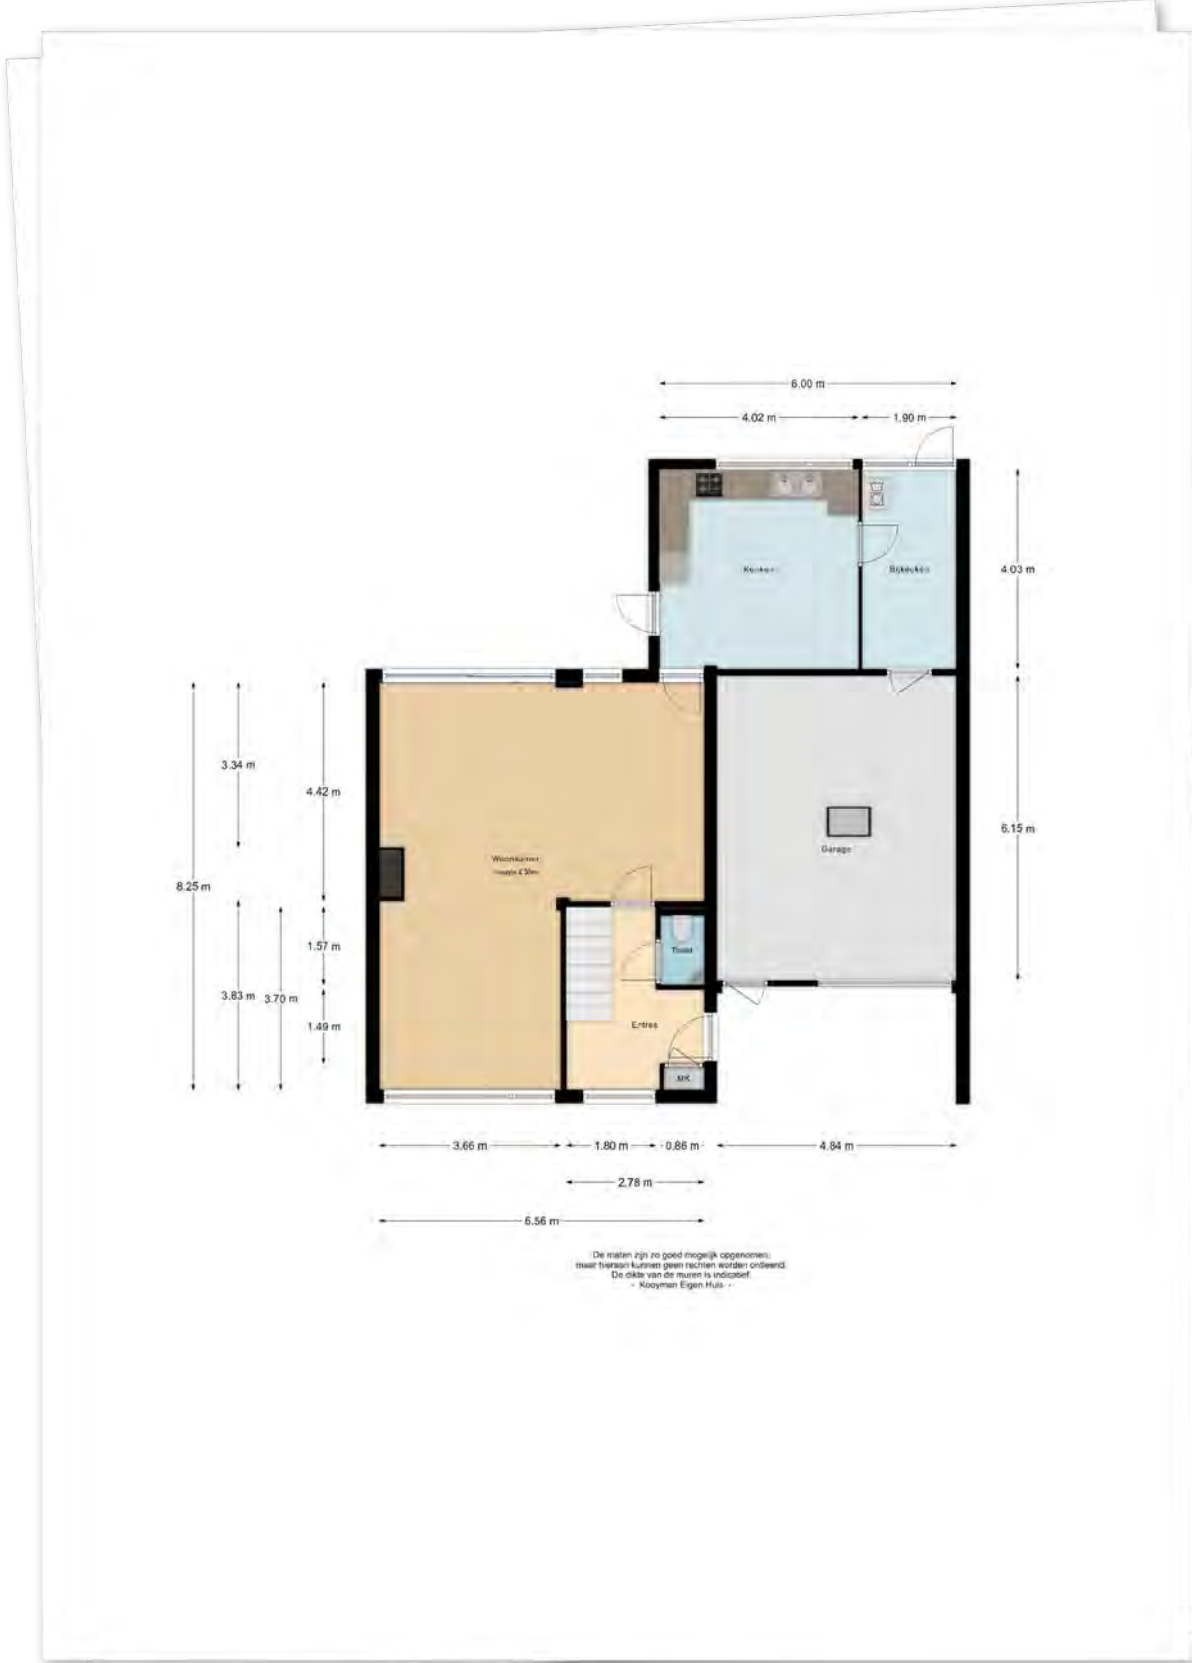 6.00 m
4.02 m
1.90 m
Keuken
Bijkeuken
4.03 m
3.34 m
4.42 m
8.25 m
Woonkamer
Garage
6.15 m
1.57 m
3.83 m
3.70 m
1.49 m
Toilet
Entree
MK
3.66 m
1.80 m
0.86 m
4.84 m
2.78 m
6.56 m
De maten zijn zo goed mogelijk opgenomen,
maar hieraan kunnen geen rechten worden ontleend.
De dikte van de muren is indicatief.
- Kooyman Eigen Huis -